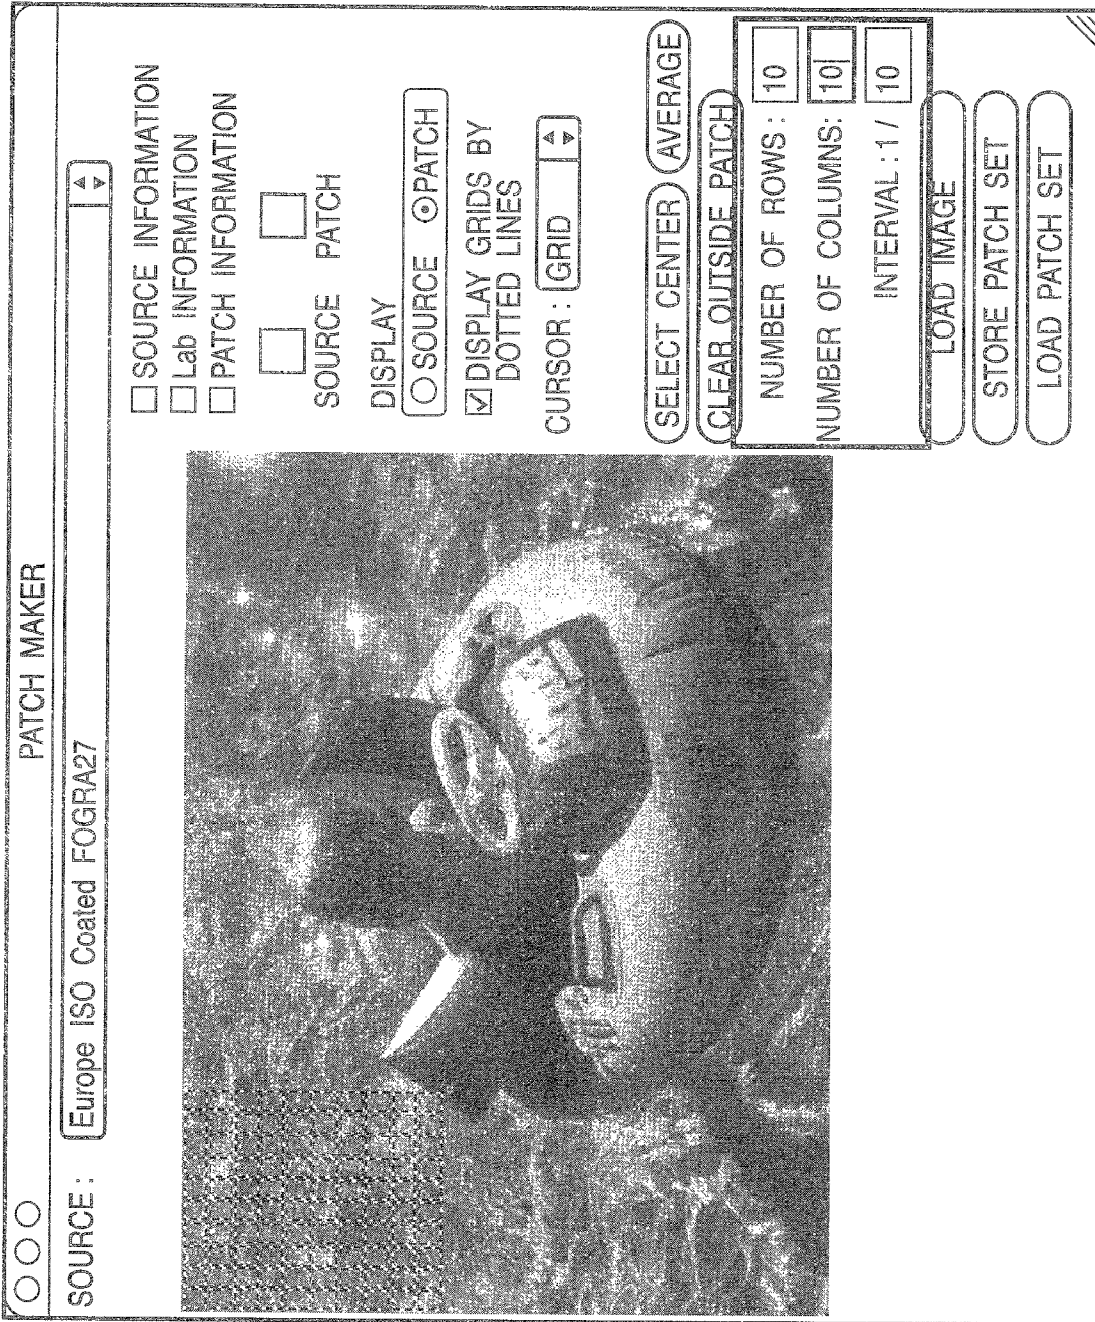 PATCH MAKER
SOURCE : Europe ISO Coated FOGRA27
SOURCE INFORMATION
Lab INFORMATION
PATCH INFORMATION
SOURCE PATCH
DISPLAY
SOURCE PATCH
DISPLAY GRIDS BY
DOTTED LINES
CURSOR : GRID
SELECT CENTER AVERAGE
CLEAR OUTSIDE PATCH
NUMBER OF ROWS : 10
NUMBER OF COLUMNS: 10
INTERVAL : 1 / 10
LOAD IMAGE
STORE PATCH SET
LOAD PATCH SET